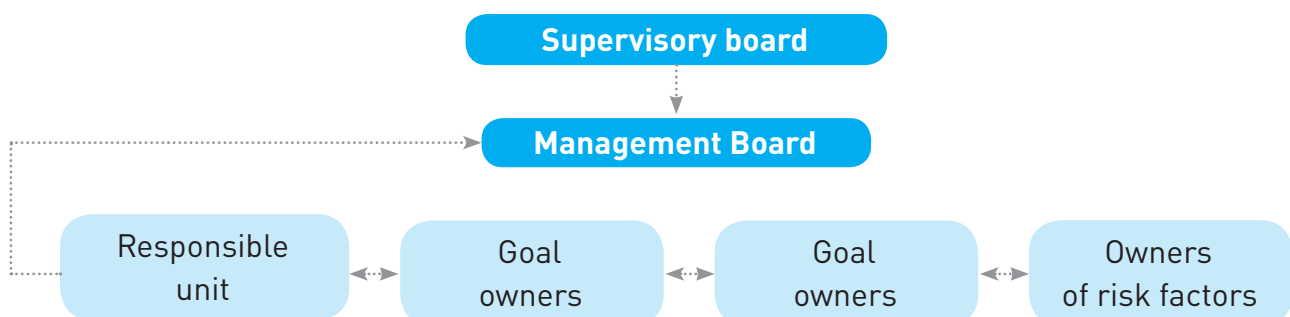 Supervisory board
Management Board
Responsible
unit
Goal
owners
Goal
owners
Owners
of risk factors